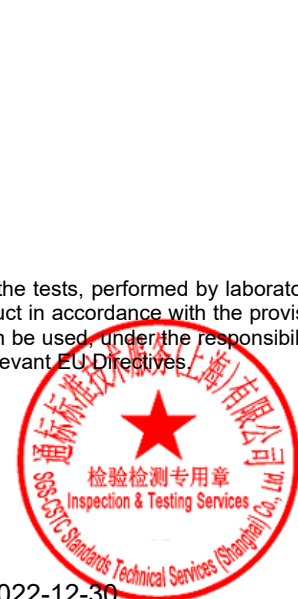 the tests, performed by laborato
uct in accordance with the provis
n be used, under the responsibil
evant EU Directives.
通标标准技术服务(上海)有限公司
检验检测专用章
Inspection & Testing Services
SGS-CSTC Standards Technical Services (Shanghai) Co., Ltd.
022-12-30